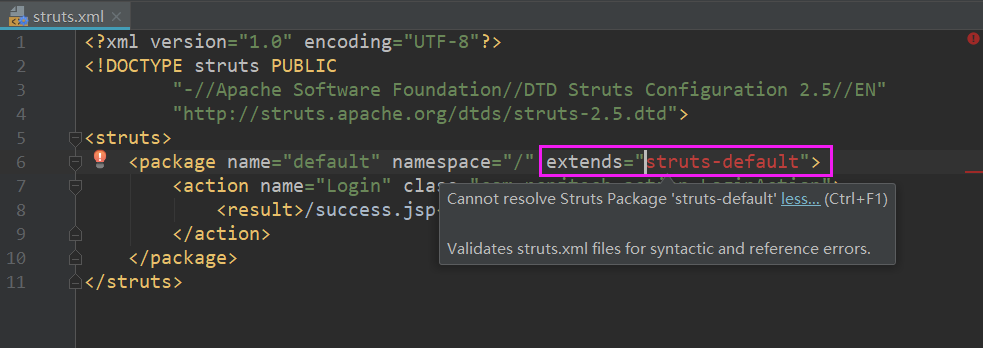 struts.xml
1 <?xml version="1.0" encoding="UTF-8"?>
2 <!DOCTYPE struts PUBLIC
3 "-//Apache Software Foundation//DTD Struts Configuration 2.5//EN"
4 "http://struts.apache.org/dtds/struts-2.5.dtd">
5 <struts>
6 <package name="default" namespace="/" extends="struts-default">
7 <action name="Login" class
Cannot resolve Struts Package 'struts-default' less... (Ctrl+F1)
8 <result>/success.jsp<
9 </action>
Validates struts.xml files for syntactic and reference errors.
10 </package>
11 </struts>